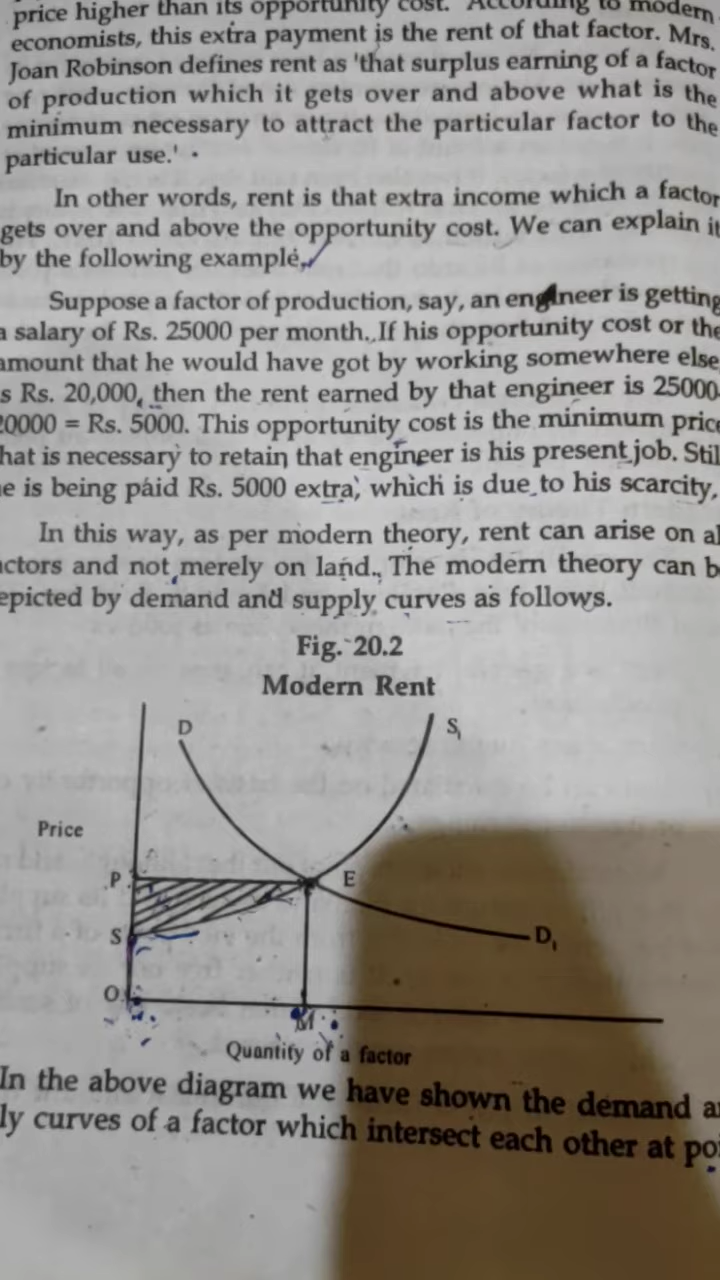 price higher than its opportunity cost. According to modern
economists, this extra payment is the rent of that factor. Mrs.
Joan Robinson defines rent as 'that surplus earning of a factor
of production which it gets over and above what is the
minimum necessary to attract the particular factor to the
particular use.'
In other words, rent is that extra income which a factor
gets over and above the opportunity cost. We can explain it
by the following example,
Suppose a factor of production, say, an engineer is getting
a salary of Rs. 25000 per month. If his opportunity cost or the
amount that he would have got by working somewhere else
s Rs. 20,000, then the rent earned by that engineer is 25000-
20000 = Rs. 5000. This opportunity cost is the minimum price
hat is necessary to retain that engineer is his present job. Stil
e is being paid Rs. 5000 extra, which is due to his scarcity.
In this way, as per modern theory, rent can arise on al
actors and not merely on land. The modern theory can b
epicted by demand and supply curves as follows.
Fig. 20.2
Modern Rent
D
S₁
Price
P
E
S
D₁
O
M
Quantity of a factor
In the above diagram we have shown the demand a
ly curves of a factor which intersect each other at poi